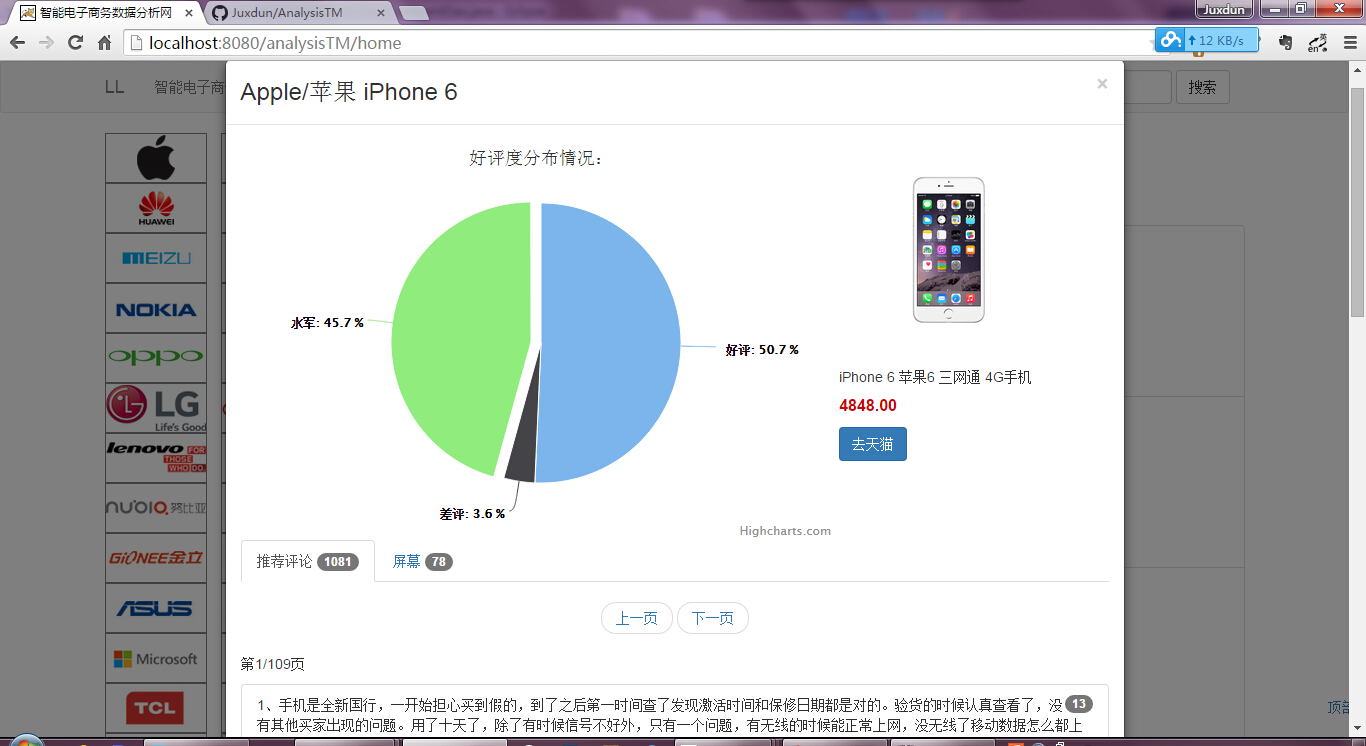 智能电子商务数据分析网
Juxdun/AnalysisTM
Juxdun
localhost:8080/analysisTM/home
12 KB/s
英
en
LL
智能电子商
搜索
Apple/苹果 iPhone 6
×
好评度分布情况：
水军: 45.7 %
好评: 50.7 %
差评: 3.6 %
iPhone 6 苹果6 三网通 4G手机
4848.00
去天猫
Highcharts.com
HUAWEI
MEIZU
NOKIA
oppo
LG
Life's Good
lenovo FOR THOSE WHO DO.
nubia 努比亚
GIONEE金立
ASUS
Microsoft
TCL
推荐评论 1081
屏幕 78
上一页 下一页
第1/109页
1、手机是全新国行，一开始担心买到假的，到了之后第一时间查了发现激活时间和保修日期都是对的。验货的时候认真查看了，没 13
有其他买家出现的问题。用了十天了，除了有时候信号不好外，只有一个问题，有无线的时候能正常上网，没无线了移动数据怎么都上
顶部